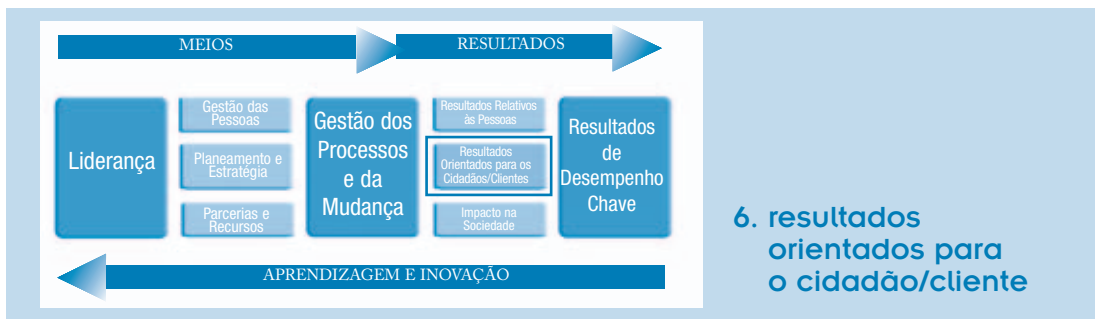 MEIOS
RESULTADOS
Liderança
Gestão das
Pessoas
Planeamento e
Estratégia
Parcerias e
Recursos
Gestão dos
Processos
e da
Mudança
Resultados Relativos
às Pessoas
Resultados
Orientados para os
Cidadãos/Clientes
Impacto na
Sociedade
Resultados
de
Desempenho
Chave
APRENDIZAGEM E INOVAÇÃO
6. resultados
orientados para
o cidadão/cliente